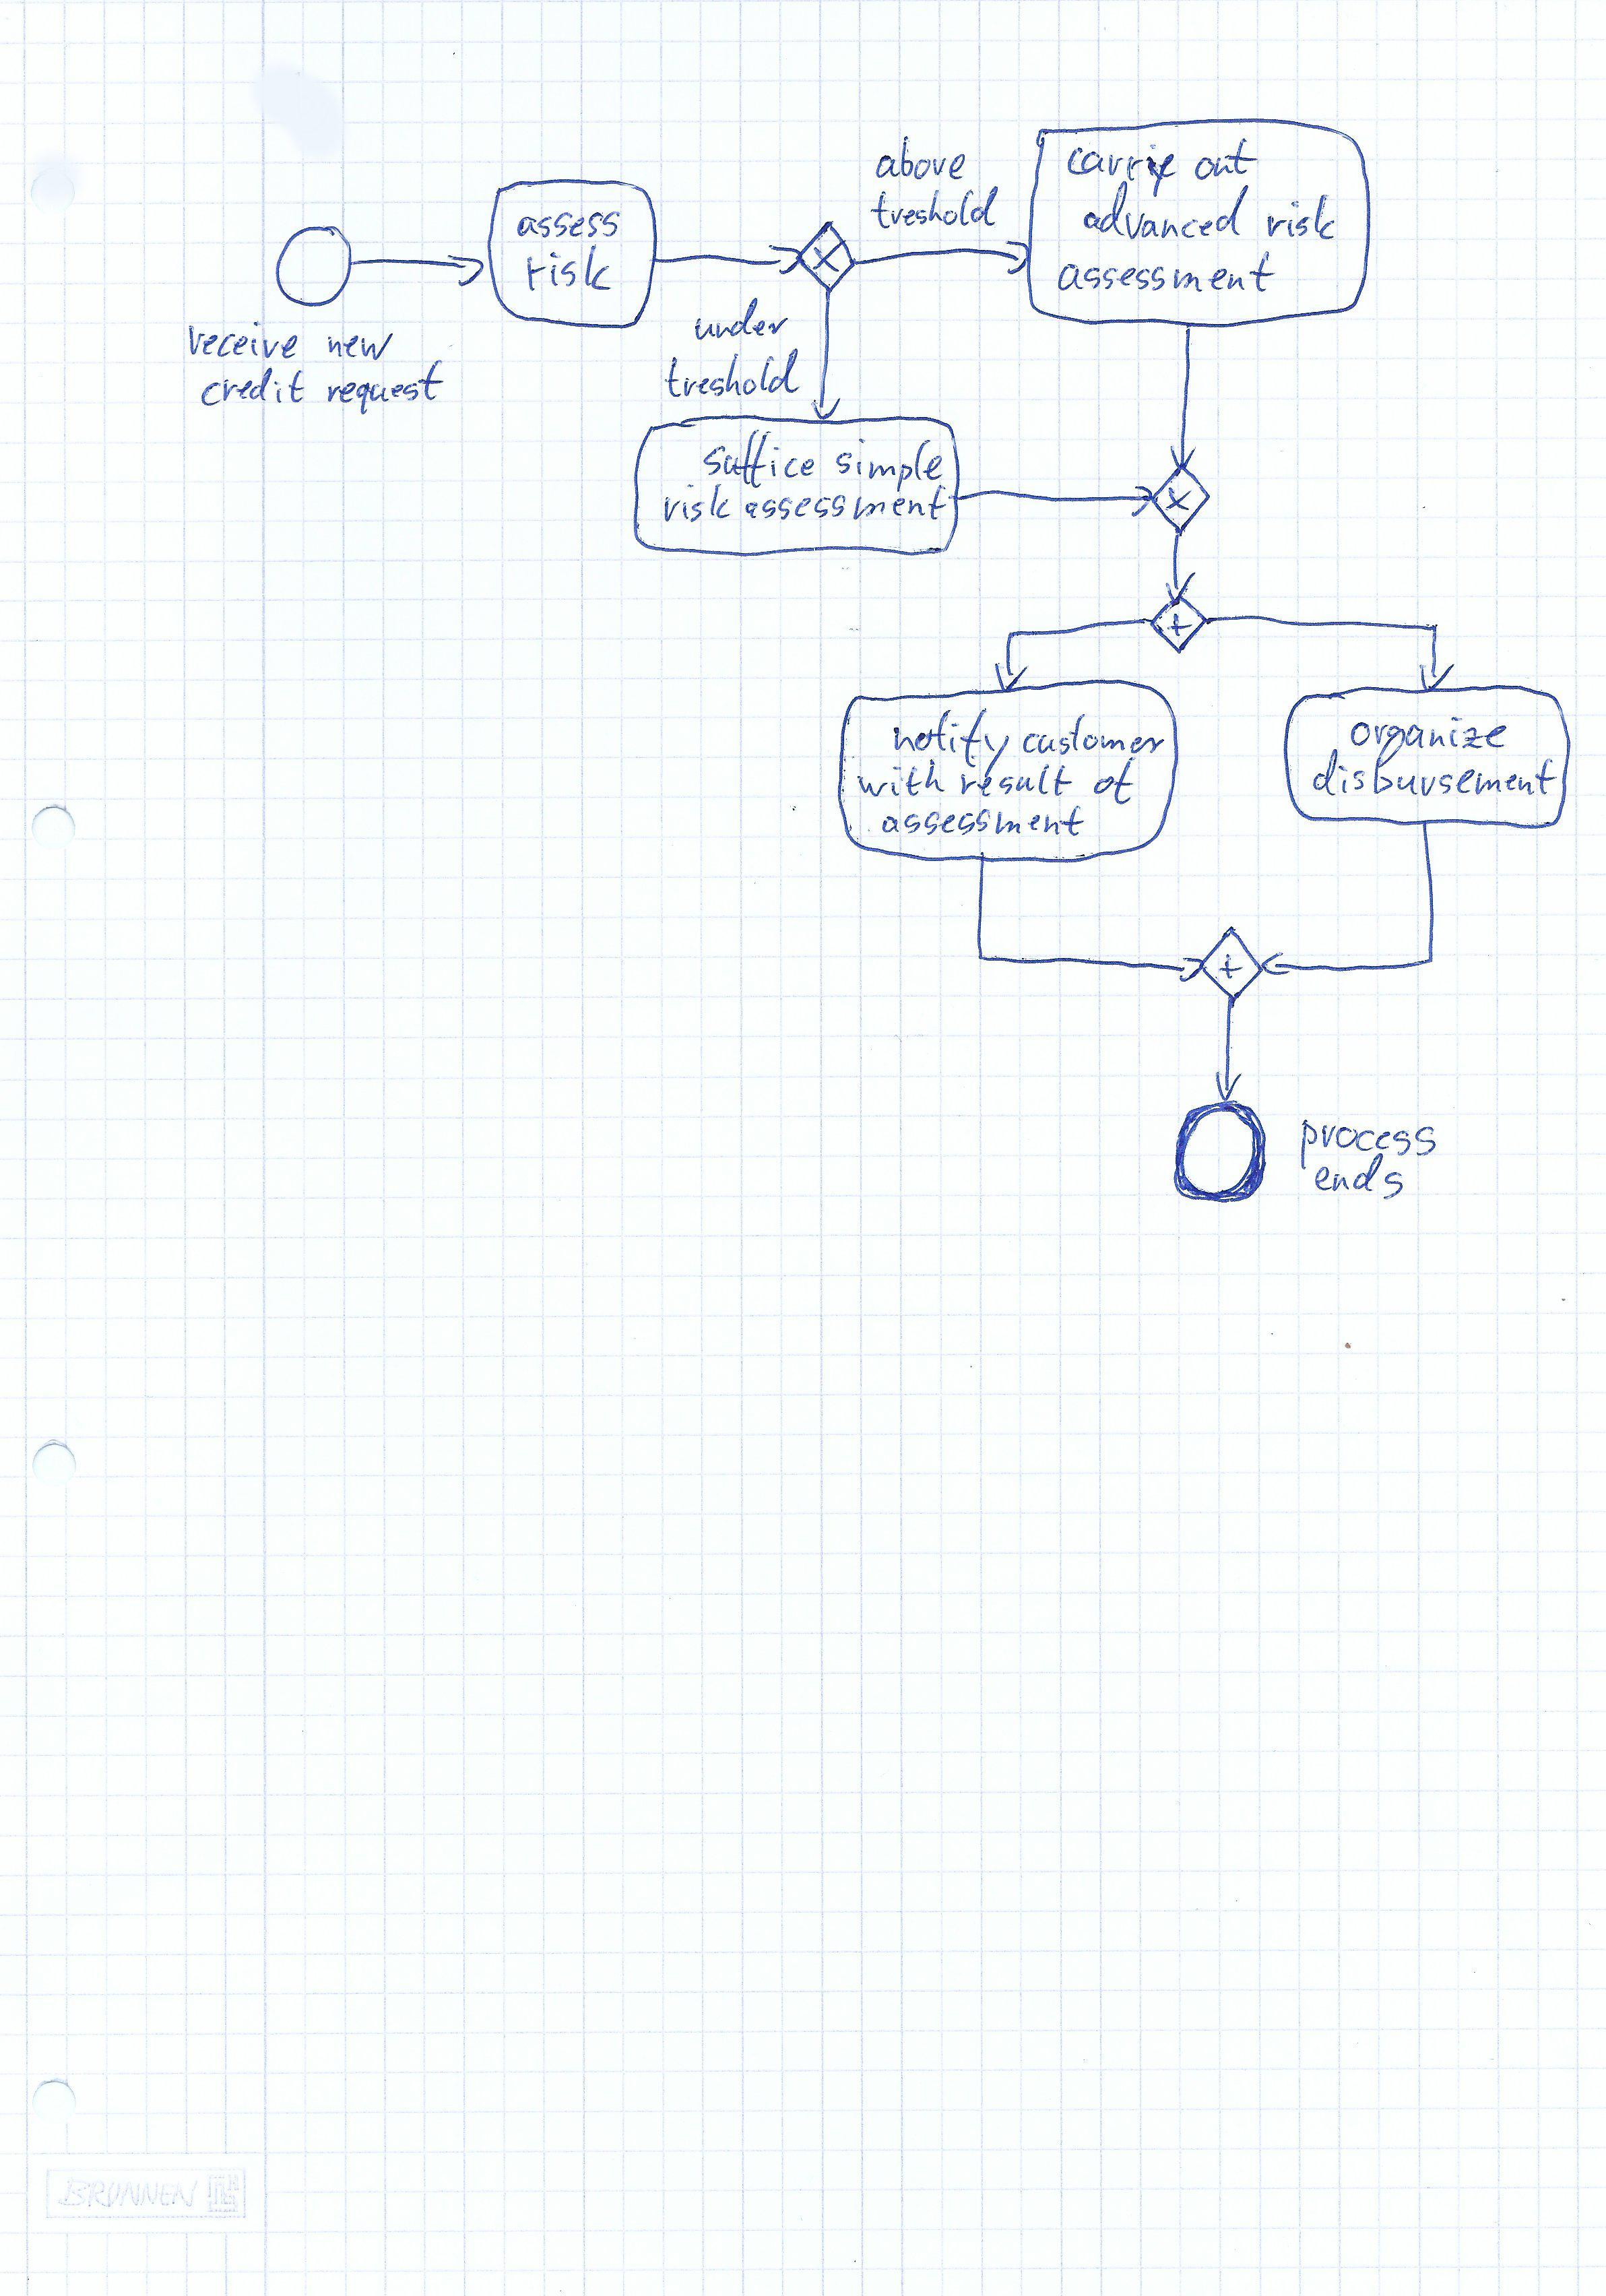 above
treshold
carry out
advanced risk
assessment
assess
risk
receive new
credit request
under
treshold
suffice simple
risk assessment
notify customer
with result of
assessment
organize
disbursement
process
ends
BRUNNEN